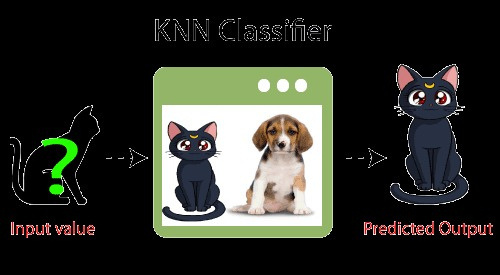 KNN Classifier
?
Input value
Predicted Output